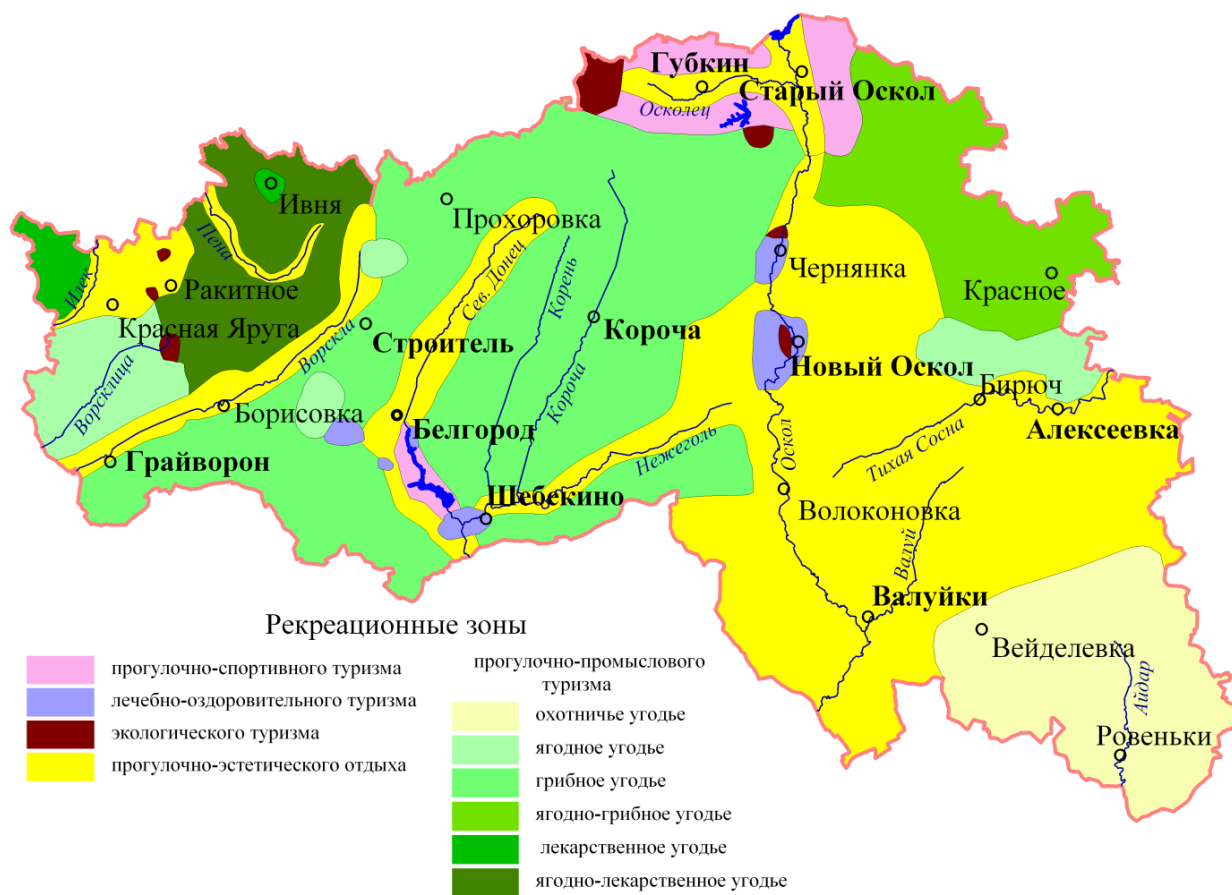 Губкин
Старый Оскол
Осколец
Ивня
Прохоровка
Пена
Сев. Донец
Корень
Чернянка
Илек
Ракитное
Красное
Красная Яруга
Ворскла
Строитель
Короча
Новый Оскол
Ворсклица
Борисовка
Короча
Бирюч
Белгород
Алексеевка
Грайворон
Нежеголь
Оскол
Тихая Сосна
Шебекино
Волоконовка
Валуй
Валуйки
Вейделевка
Айдар
Ровеньки
Рекреационные зоны
прогулочно-спортивного туризма
лечебно-оздоровительного туризма
экологического туризма
прогулочно-эстетического отдыха
прогулочно-промыслового
туризма
охотничье угодье
ягодное угодье
грибное угодье
ягодно-грибное угодье
лекарственное угодье
ягодно-лекарственное угодье